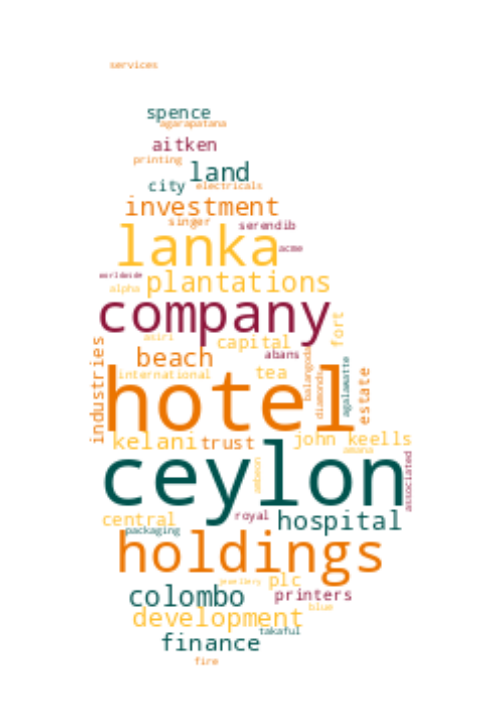 services
spence
agarapatana
aitken
printing
land
city electricals
investment
singer serendib
lanka acme
worldwide
alpha plantations
company
fort
asiri capital
industries
beach abans
international tea
balangoda
diamonds
agalawatte
estate
hotel
kelani trust john keells
amana
ceylon
ambeon
associated
central royal hospital
packaging
holdings
jewellery plc
colombo printers
blue
development
takaful
finance
fire